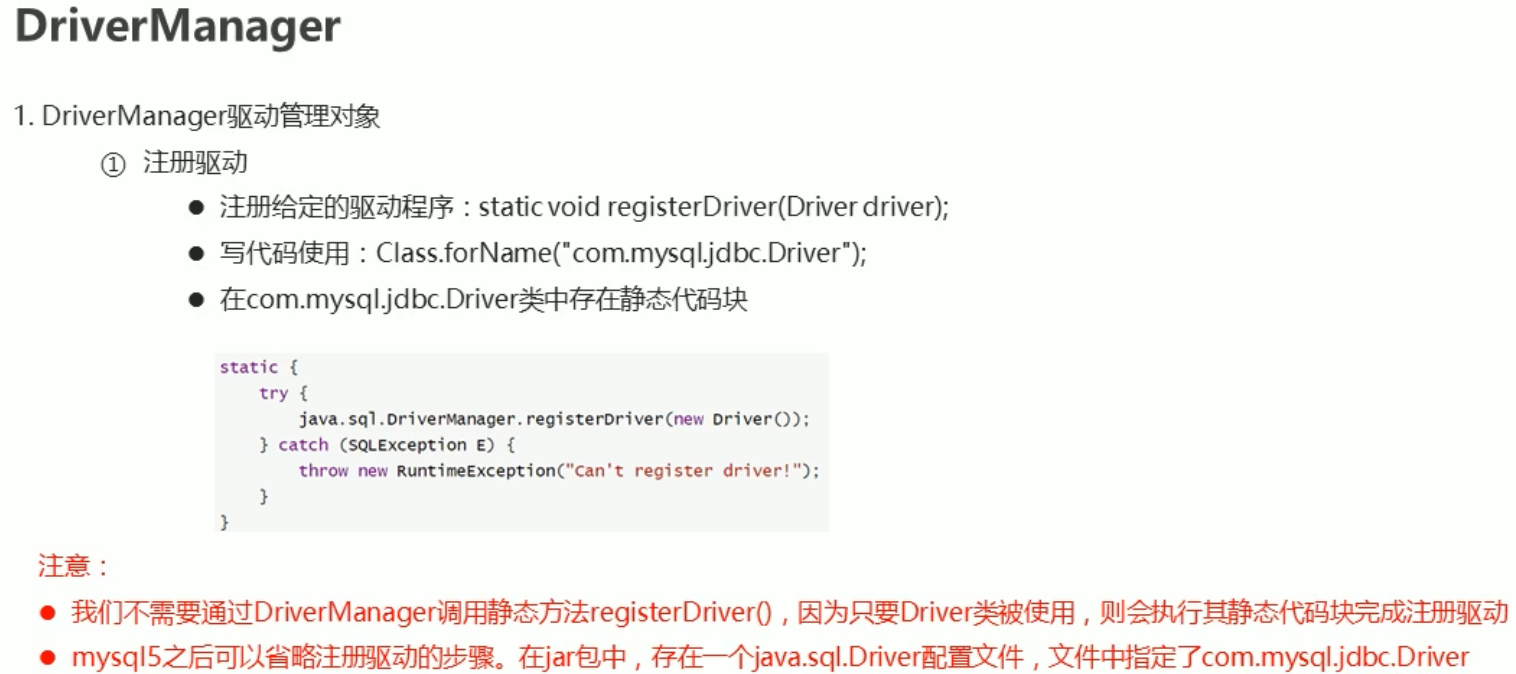 DriverManager
1. DriverManager驱动管理对象
① 注册驱动
● 注册给定的驱动程序：static void registerDriver(Driver driver);
● 写代码使用：Class.forName("com.mysql.jdbc.Driver");
● 在com.mysql.jdbc.Driver类中存在静态代码块
static {
    try {
        java.sql.DriverManager.registerDriver(new Driver());
    } catch (SQLException E) {
        throw new RuntimeException("Can't register driver!");
    }
}
注意：
● 我们不需要通过DriverManager调用静态方法registerDriver()，因为只要Driver类被使用，则会执行其静态代码块完成注册驱动
● mysql5之后可以省略注册驱动的步骤。在jar包中，存在一个java.sql.Driver配置文件，文件中指定了com.mysql.jdbc.Driver